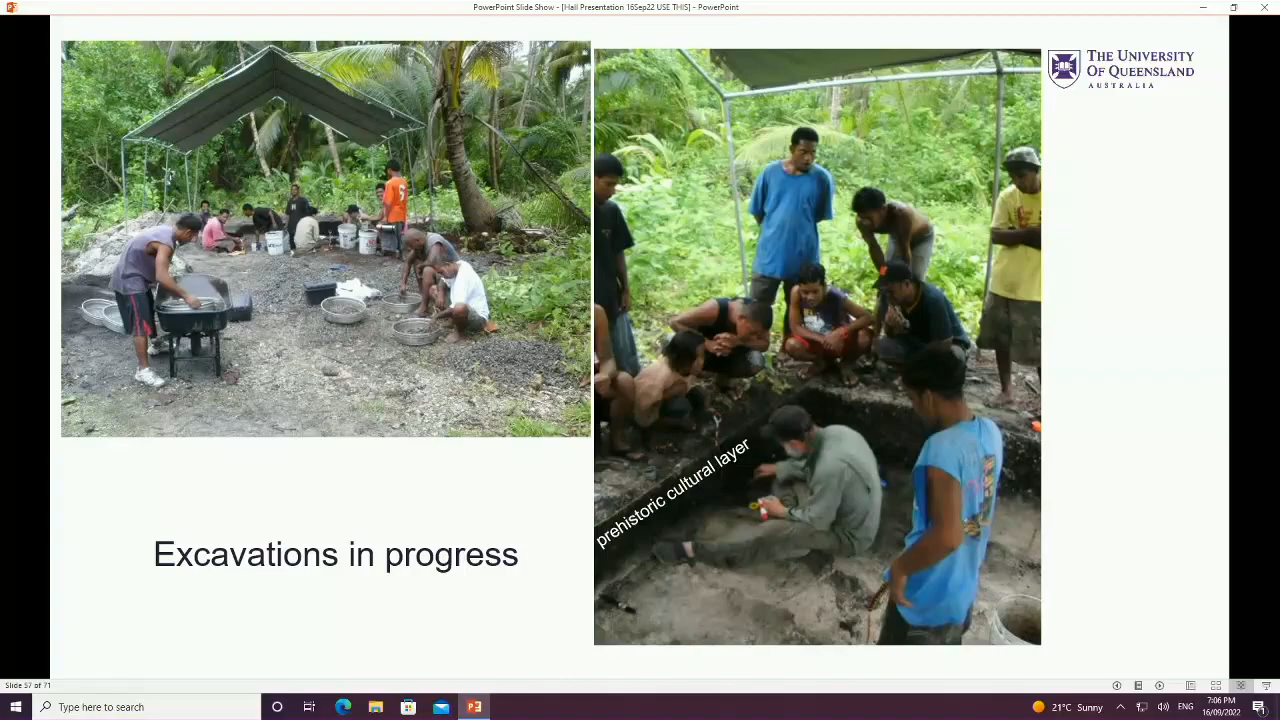 PowerPoint Slide Show - [Hall Presentation 16Sep22 USE THIS] - PowerPoint
THE UNIVERSITY
OF QUEENSLAND
AUSTRALIA
prehistoric cultural layer
Excavations in progress
Slide 57 of 71
Type here to search
21°C Sunny
ENG
7:06 PM
16/09/2022